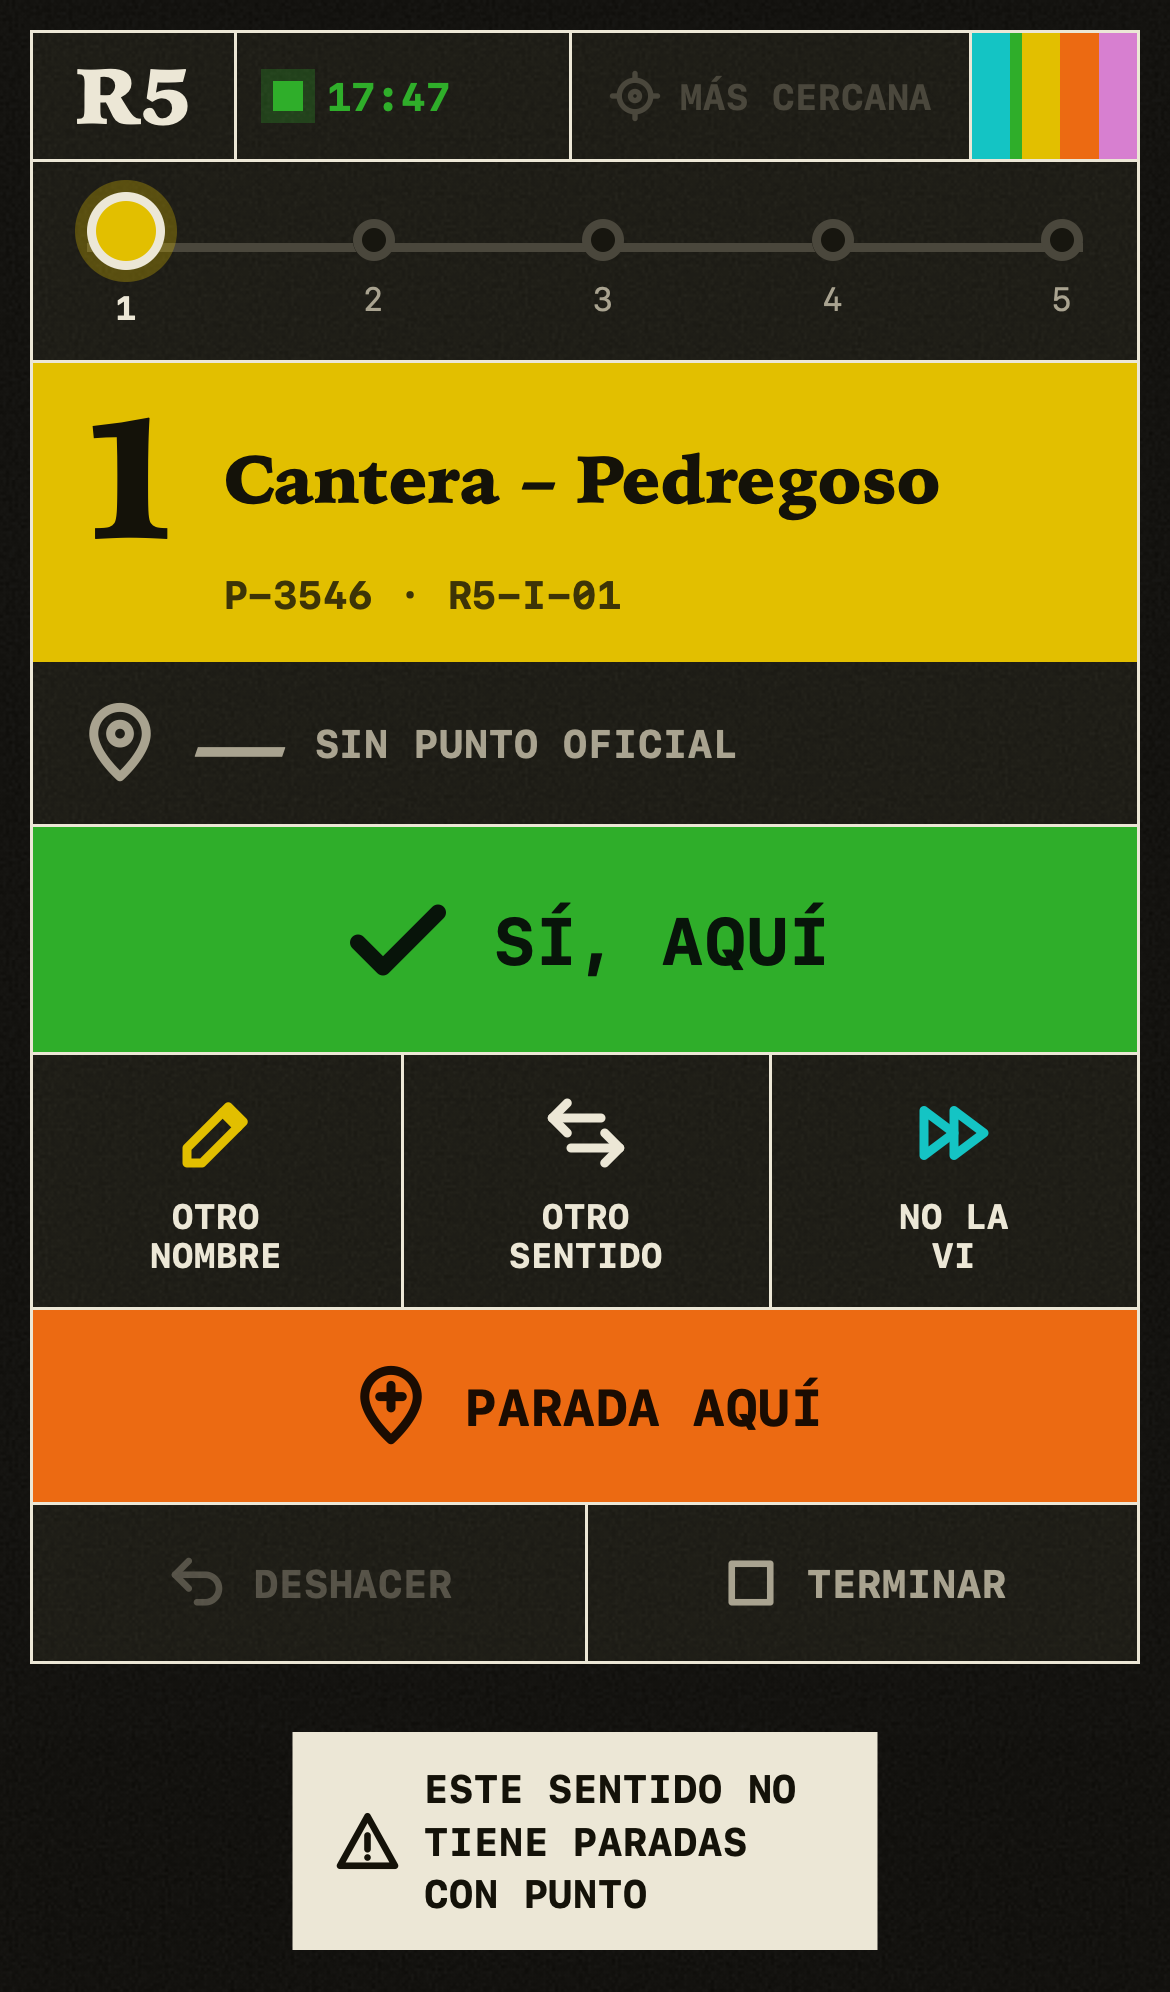 R5
17:47
MÁS CERCANA
1
2
3
4
5
1
Cantera – Pedregoso
P–3546 · R5–I–01
SIN PUNTO OFICIAL
SÍ, AQUÍ
OTRO
NOMBRE
OTRO
SENTIDO
NO LA
VI
PARADA AQUÍ
DESHACER
TERMINAR
ESTE SENTIDO NO
TIENE PARADAS
CON PUNTO